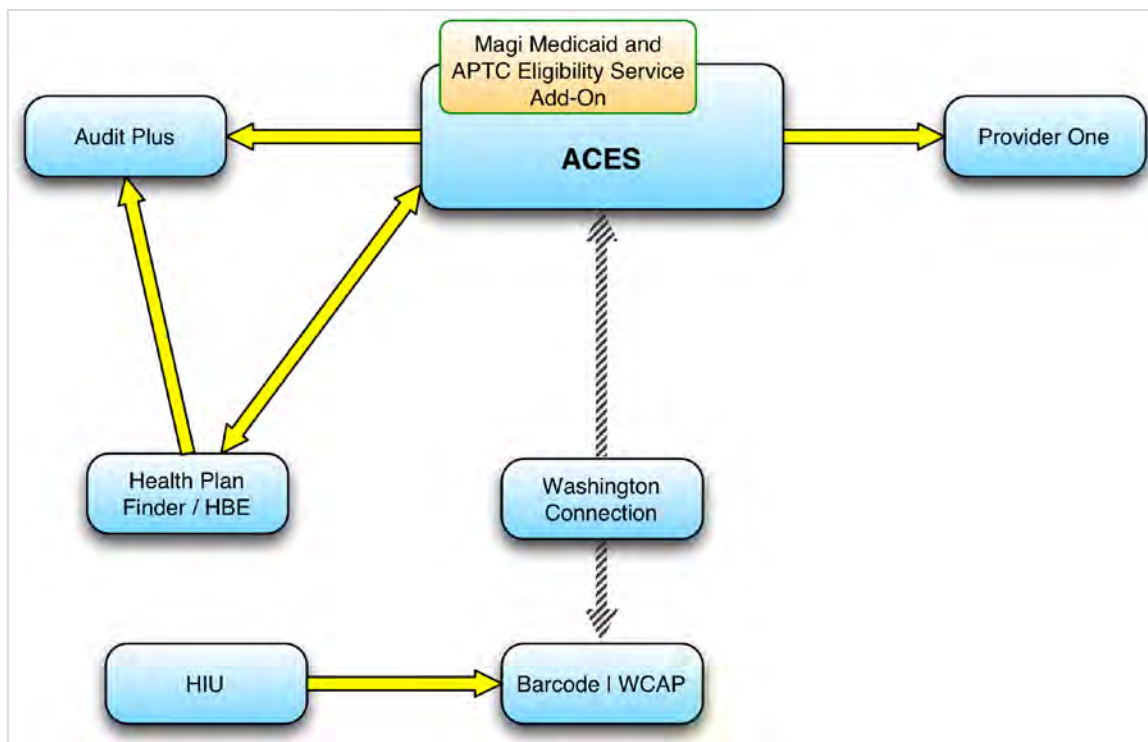 Magi Medicaid and
APTC Eligibility Service
Add-On
Audit Plus
ACES
Provider One
Health Plan
Finder / HBE
Washington
Connection
HIU
Barcode | WCAP